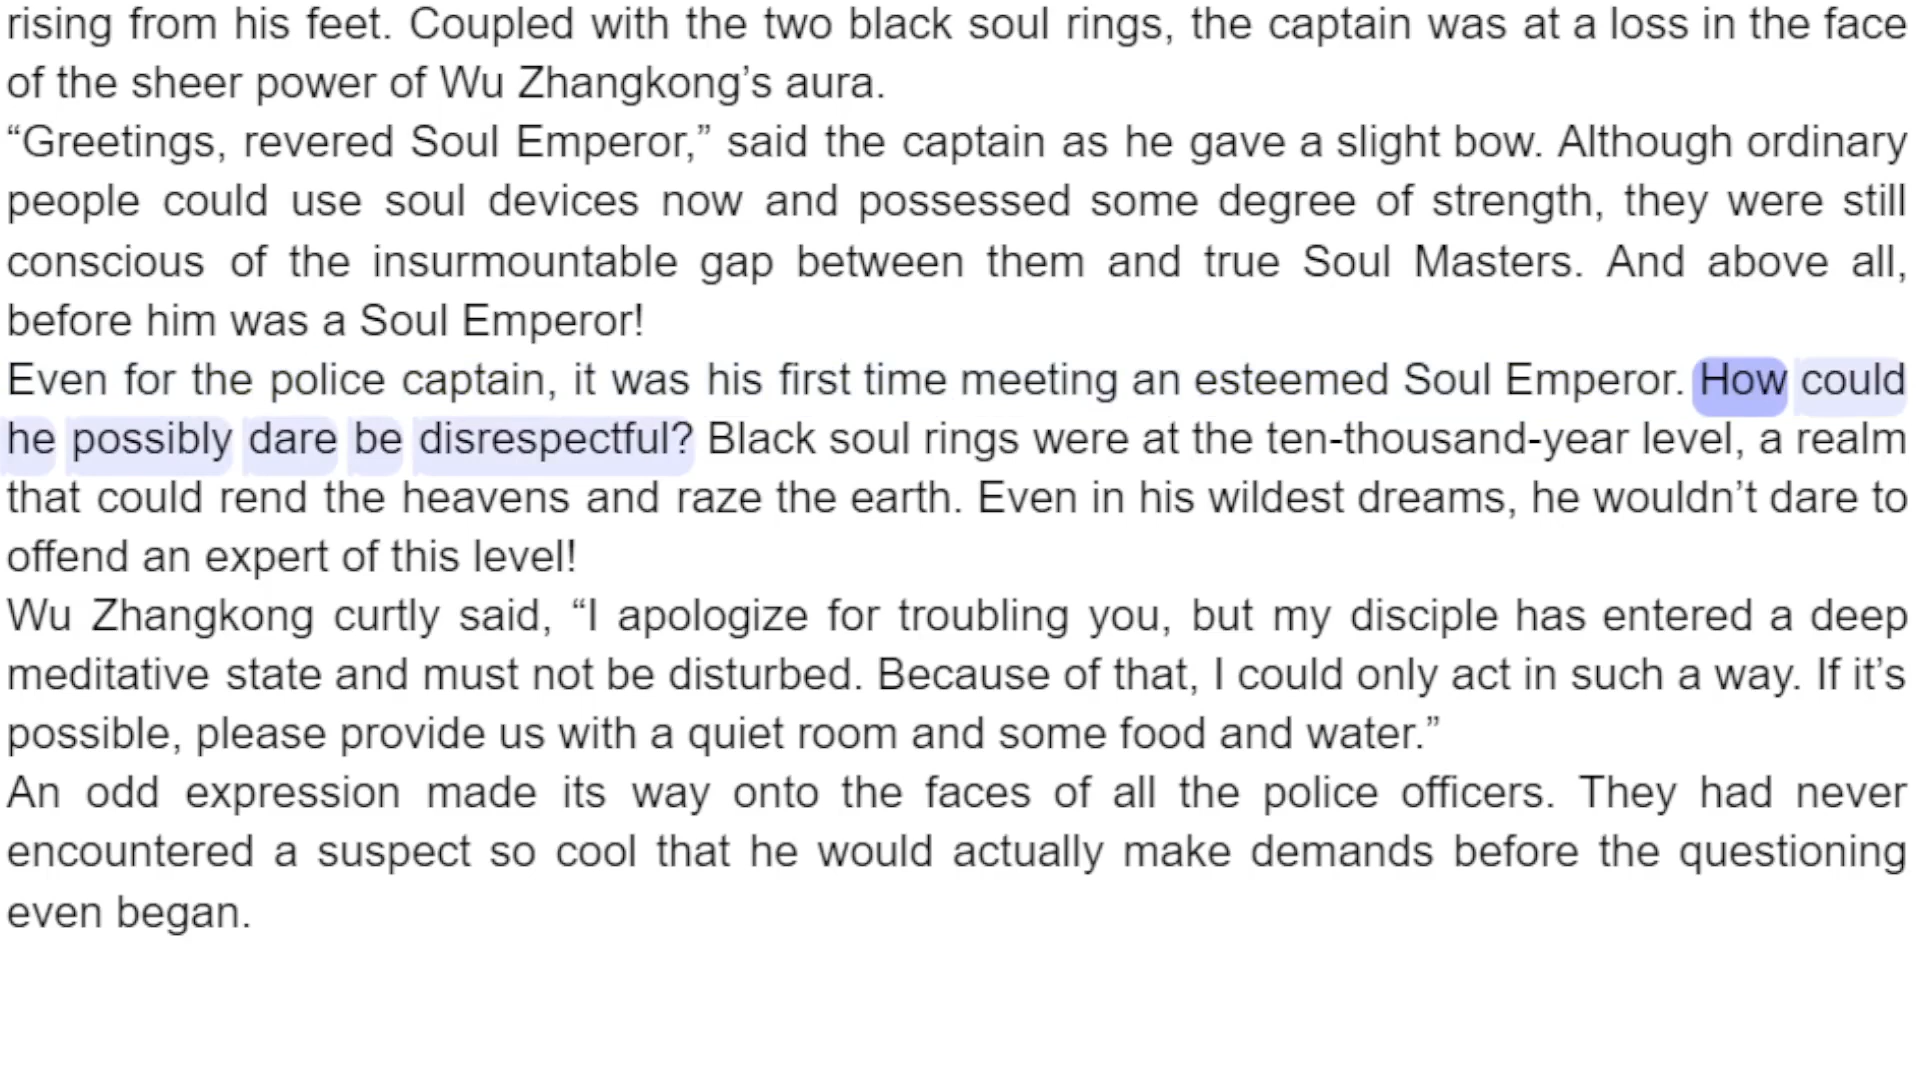 rising from his feet. Coupled with the two black soul rings, the captain was at a loss in the face
of the sheer power of Wu Zhangkong’s aura.
“Greetings, revered Soul Emperor,” said the captain as he gave a slight bow. Although ordinary
people could use soul devices now and possessed some degree of strength, they were still
conscious of the insurmountable gap between them and true Soul Masters. And above all,
before him was a Soul Emperor!
Even for the police captain, it was his first time meeting an esteemed Soul Emperor. How could
he possibly dare be disrespectful? Black soul rings were at the ten-thousand-year level, a realm
that could rend the heavens and raze the earth. Even in his wildest dreams, he wouldn’t dare to
offend an expert of this level!
Wu Zhangkong curtly said, “I apologize for troubling you, but my disciple has entered a deep
meditative state and must not be disturbed. Because of that, I could only act in such a way. If it’s
possible, please provide us with a quiet room and some food and water.”
An odd expression made its way onto the faces of all the police officers. They had never
encountered a suspect so cool that he would actually make demands before the questioning
even began.